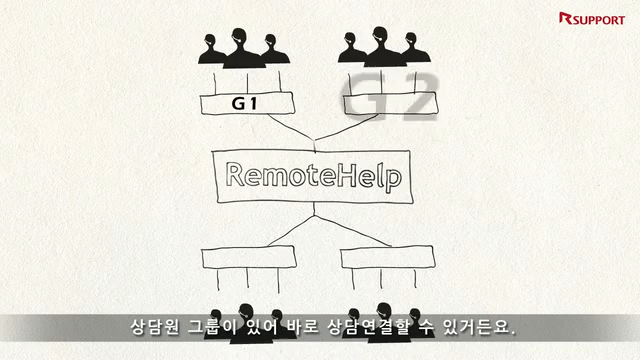 RSUPPORT
G1
G2
RemoteHelp
상담원 그룹이 있어 바로 상담연결할 수 있거든요.